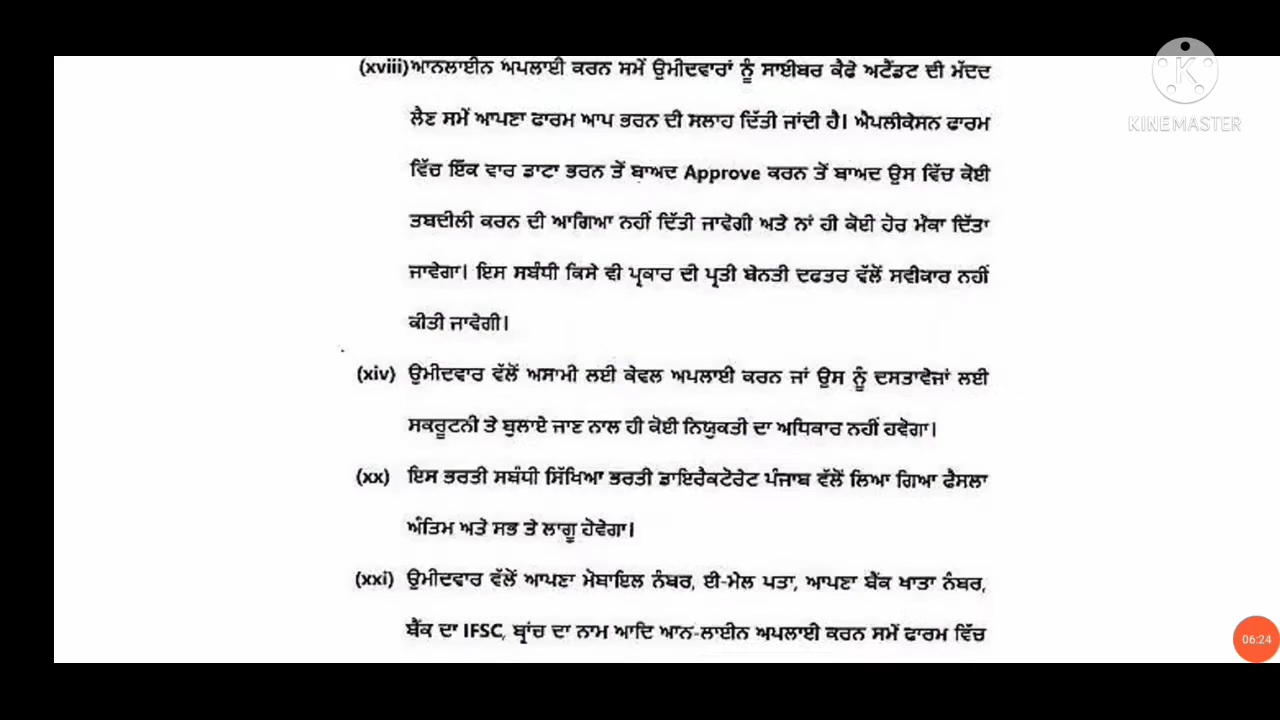 KINEMASTER
(xviii) ਆਨਲਾਈਨ ਅਪਲਾਈ ਕਰਨ ਸਮੇਂ ਉਮੀਦਵਾਰਾਂ ਨੂੰ ਸਾਈਬਰ ਕੈਫੇ ਅਟੈਂਡਟ ਦੀ ਮੱਦਦ
ਲੈਣ ਸਮੇਂ ਆਪਣਾ ਫਾਰਮ ਆਪ ਭਰਨ ਦੀ ਸਲਾਹ ਦਿੱਤੀ ਜਾਂਦੀ ਹੈ। ਐਪਲੀਕੇਸਨ ਫਾਰਮ
ਵਿੱਚ ਇੱਕ ਵਾਰ ਡਾਟਾ ਭਰਨ ਤੋਂ ਬਾਅਦ Approve ਕਰਨ ਤੋਂ ਬਾਅਦ ਉਸ ਵਿੱਚ ਕੋਈ
ਤਬਦੀਲੀ ਕਰਨ ਦੀ ਆਗਿਆ ਨਹੀਂ ਦਿੱਤੀ ਜਾਵੇਗੀ ਅਤੇ ਨਾਂ ਹੀ ਕੋਈ ਹੋਰ ਮੌਕਾ ਦਿੱਤਾ
ਜਾਵੇਗਾ। ਇਸ ਸਬੰਧੀ ਕਿਸੇ ਵੀ ਪ੍ਰਕਾਰ ਦੀ ਪ੍ਰਤੀ ਬੇਨਤੀ ਦਫਤਰ ਵੱਲੋਂ ਸਵੀਕਾਰ ਨਹੀਂ
ਕੀਤੀ ਜਾਵੇਗੀ।
(xiv) ਉਮੀਦਵਾਰ ਵੱਲੋਂ ਅਸਾਮੀ ਲਈ ਕੇਵਲ ਅਪਲਾਈ ਕਰਨ ਜਾਂ ਉਸ ਨੂੰ ਦਸਤਾਵੇਜਾਂ ਲਈ
ਸਕਰੂਟਨੀ ਤੇ ਬੁਲਾਏ ਜਾਣ ਨਾਲ ਹੀ ਕੋਈ ਨਿਯੁਕਤੀ ਦਾ ਅਧਿਕਾਰ ਨਹੀਂ ਹਵੋਗਾ।
(xx) ਇਸ ਭਰਤੀ ਸਬੰਧੀ ਸਿੱਖਿਆ ਭਰਤੀ ਡਾਇਰੈਕਟੋਰੇਟ ਪੰਜਾਬ ਵੱਲੋਂ ਲਿਆ ਗਿਆ ਫੈਸਲਾ
ਅੰਤਿਮ ਅਤੇ ਸਭ ਤੇ ਲਾਗੂ ਹੋਵੇਗਾ।
(xxi) ਉਮੀਦਵਾਰ ਵੱਲੋਂ ਆਪਣਾ ਮੋਬਾਇਲ ਨੰਬਰ, ਈ-ਮੇਲ ਪਤਾ, ਆਪਣਾ ਬੈਂਕ ਖਾਤਾ ਨੰਬਰ,
ਬੈਂਕ ਦਾ IFSC, ਬ੍ਰਾਂਚ ਦਾ ਨਾਮ ਆਦਿ ਆਨ-ਲਾਈਨ ਅਪਲਾਈ ਕਰਨ ਸਮੇਂ ਫਾਰਮ ਵਿੱਚ
06:24